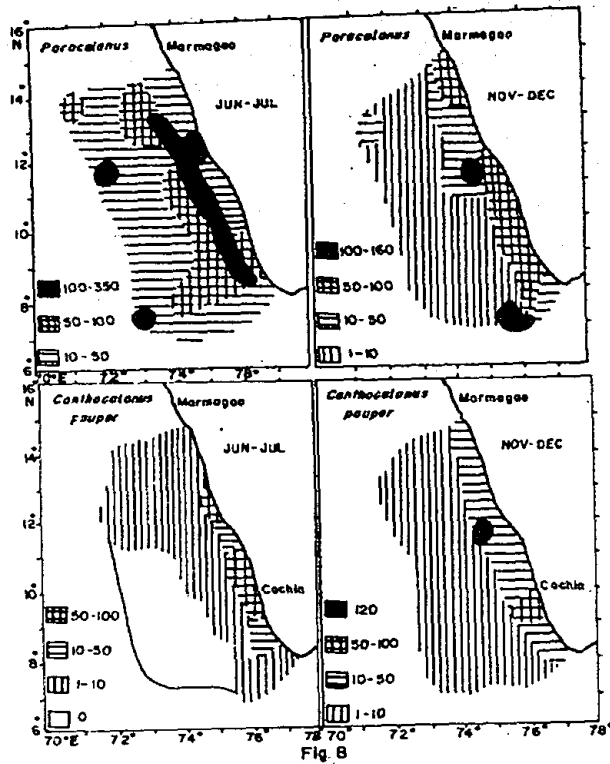 16°
N
14°
12°
10°
8°
6°
Paracalanus
Marmagao
JUN-JUL
100-350
50-100
10-50
0°E
72°
74°
76°
Paracalanus
Marmagao
NOV-DEC
100-160
50-100
10-50
1-10
16°
N
14°
12°
10°
8°
6°
Canthocalanus
pauper
Marmagao
JUN-JUL
Cochin
50-100
10-50
1-10
0
70°E
72°
74°
76°
78°
Canthocalanus
pauper
Marmagao
NOV-DEC
Cochin
120
50-100
10-50
1-10
70°
72°
74°
76°
78°
Fig. 8